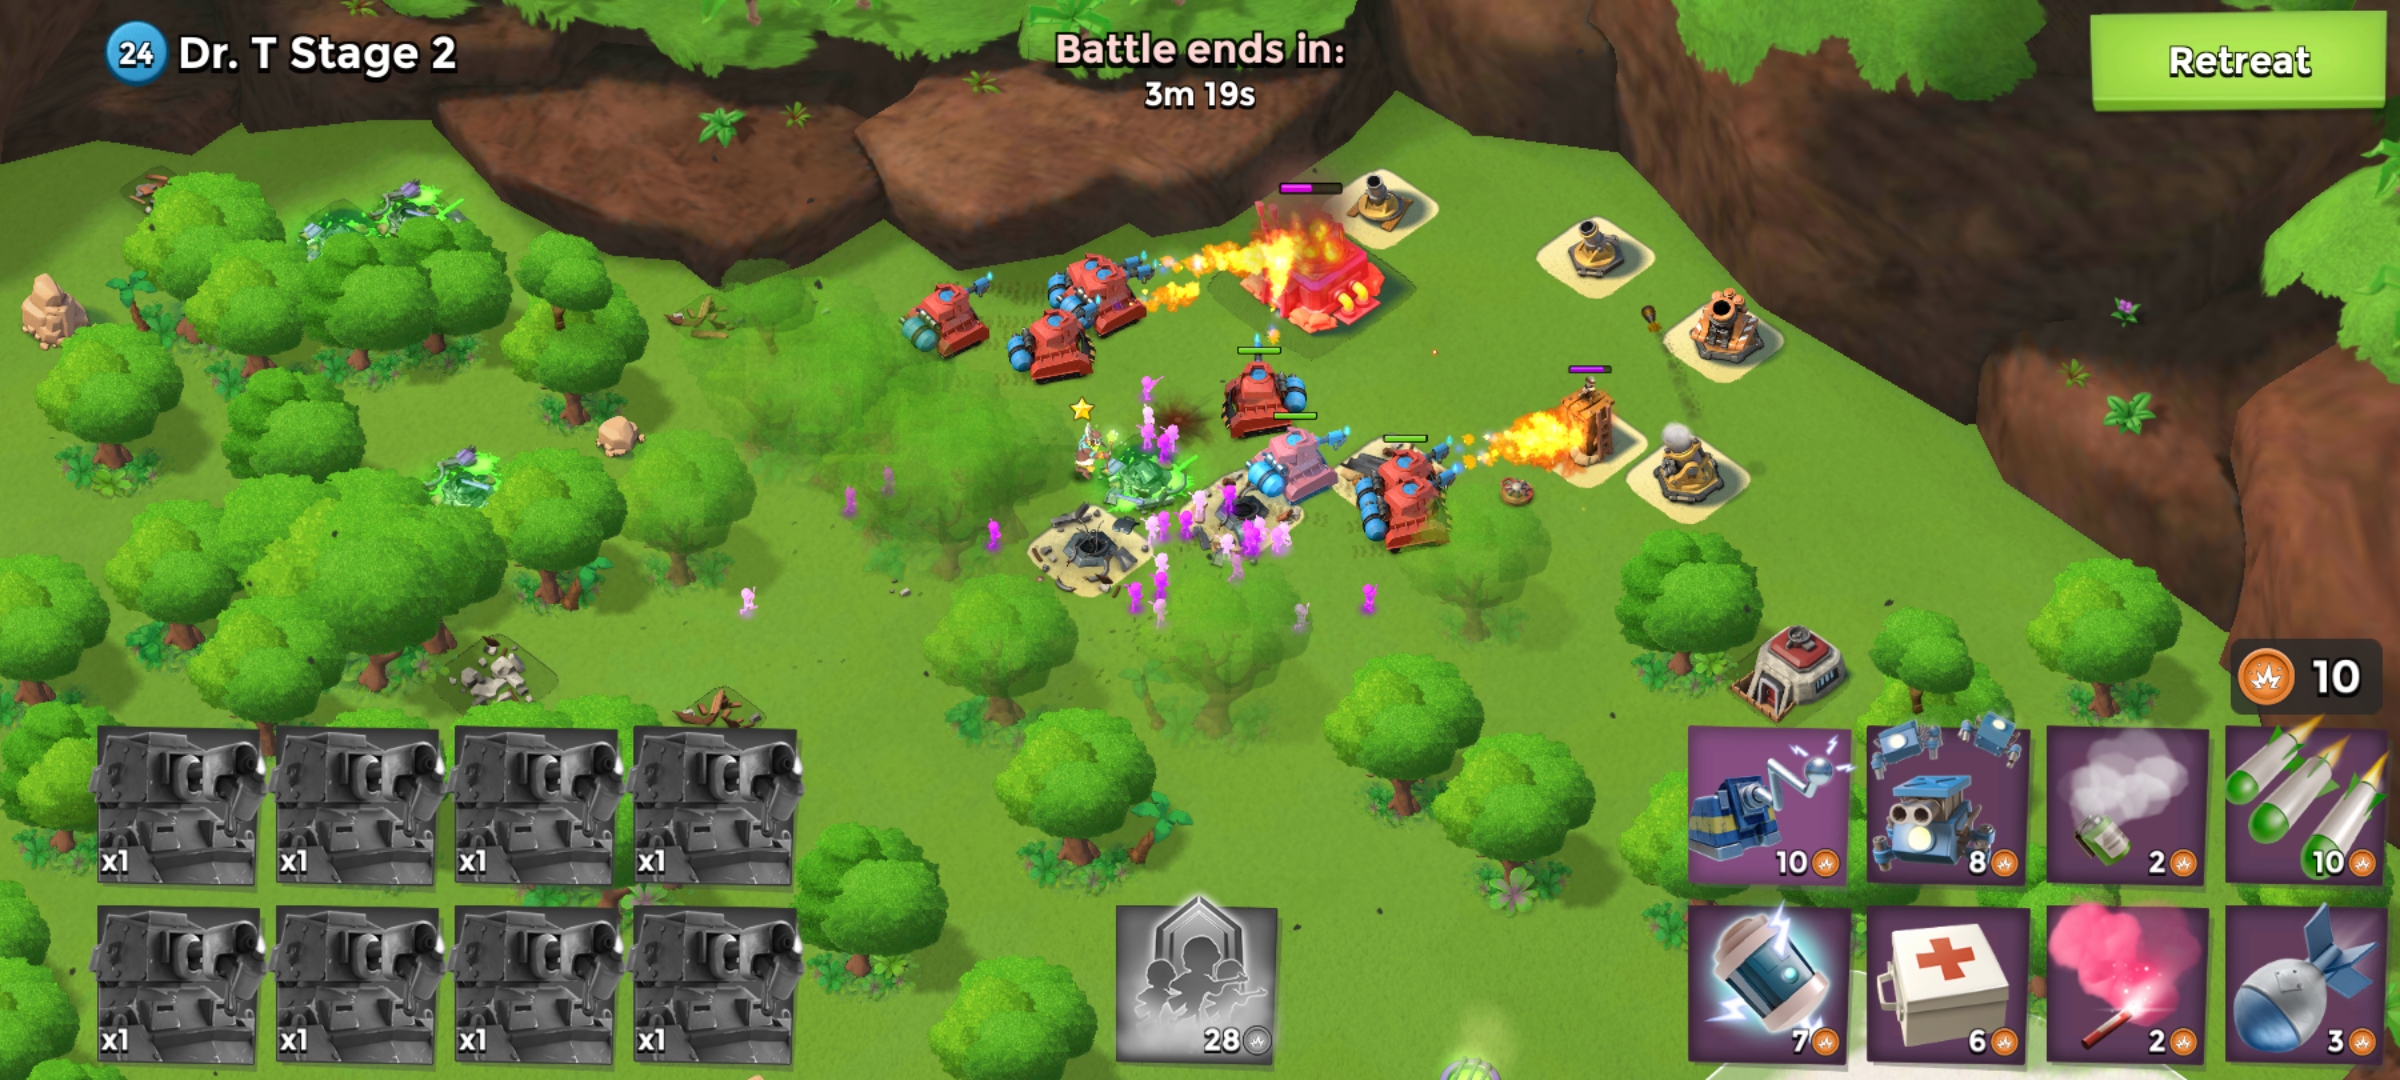 24 Dr. T Stage 2
Battle ends in:
3m 19s
Retreat
10
x1 x1 x1 x1
10 8 2 10
x1 x1 x1 x1
28
7 6 2 3